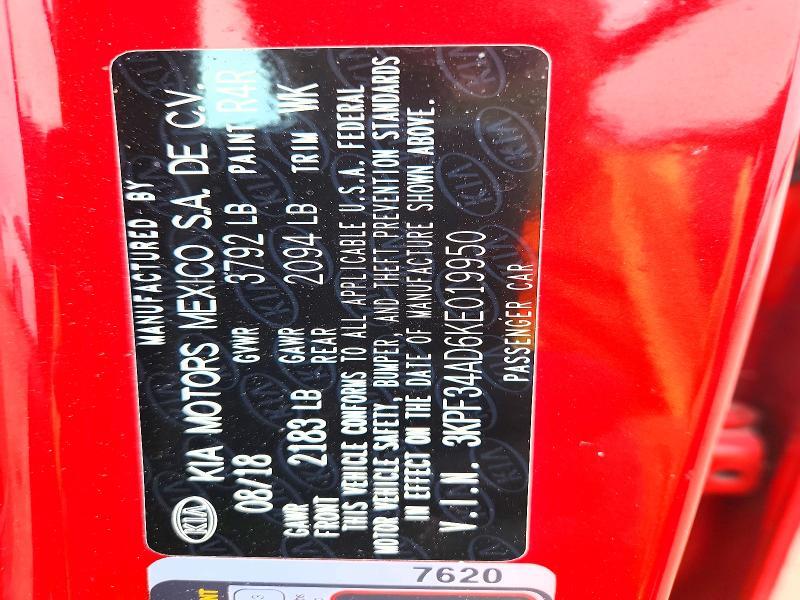 MANUFACTURED BY
KIA KIA MOTORS MEXICO S.A. DE C.V.
08/18 GVWR 3792 LB PAINT R4R
GAWR FRONT 2183 LB GAWR REAR 2094 LB TRIM WK
THIS VEHICLE CONFORMS TO ALL APPLICABLE U.S.A. FEDERAL
MOTOR VEHICLE SAFETY, BUMPER, AND THEFT PREVENTION STANDARDS
IN EFFECT ON THE DATE OF MANUFACTURE SHOWN ABOVE.
V.I.N. 3KPF34AD6KE019950
PASSENGER CAR
7620